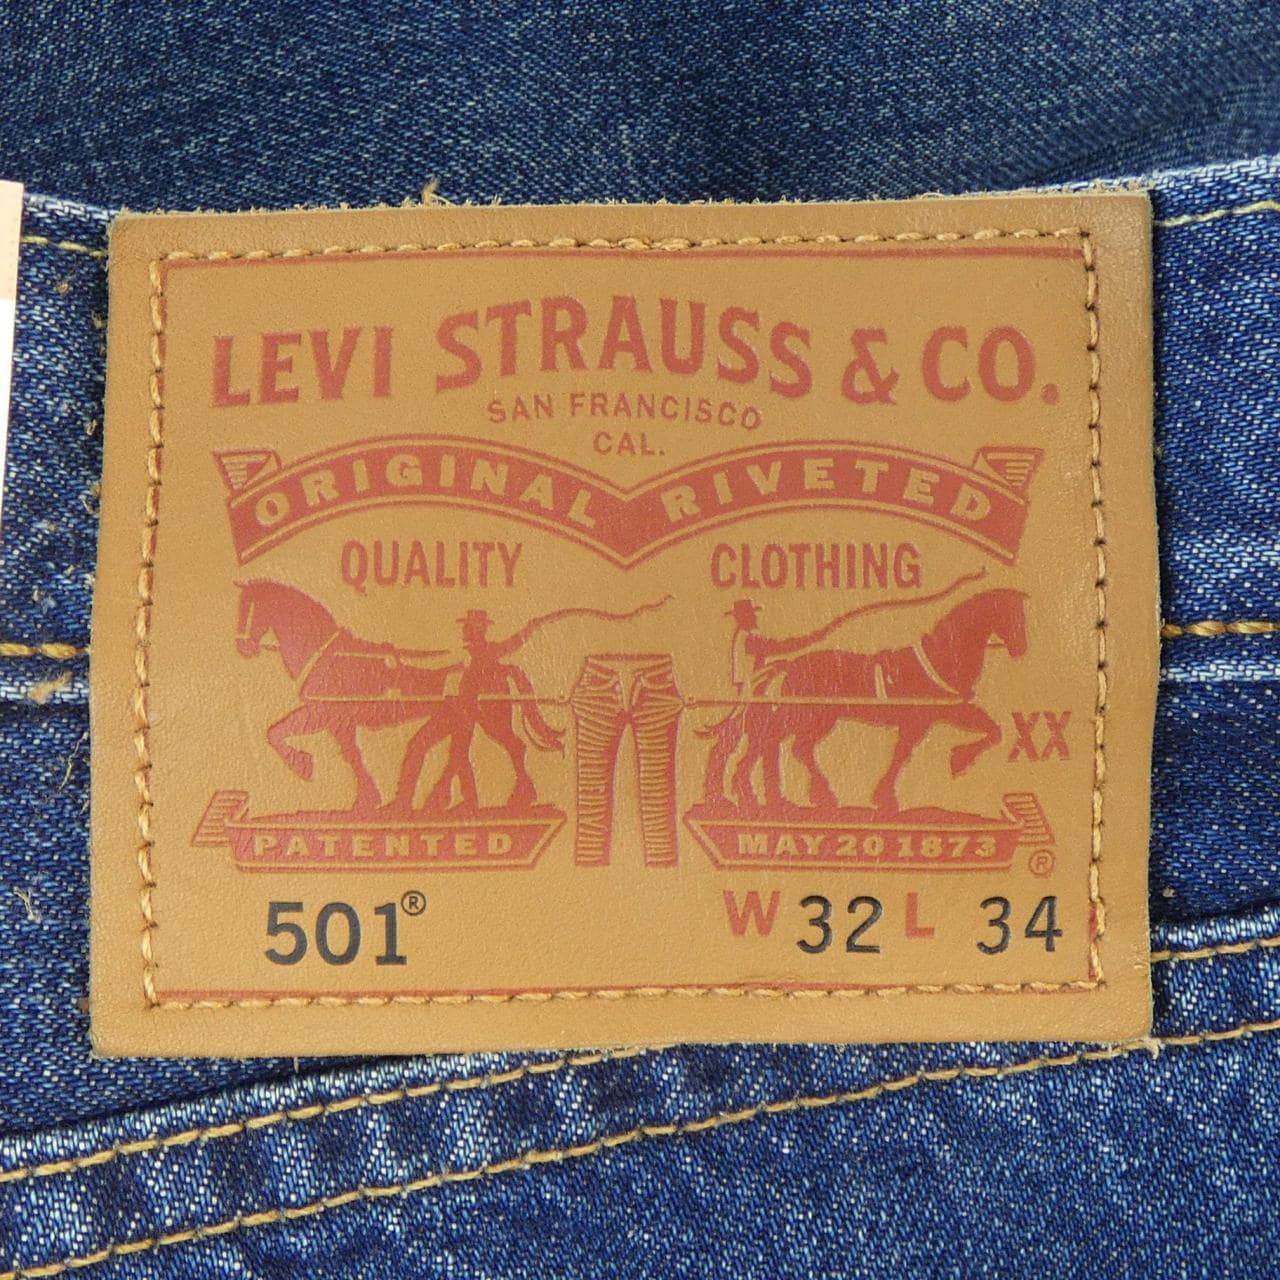 LEVI STRAUSS & CO.
SAN FRANCISCO
CAL.
ORIGINAL RIVETED
QUALITY CLOTHING
XX
PATENTED MAY 20 1873 ®
501® W 32 L 34